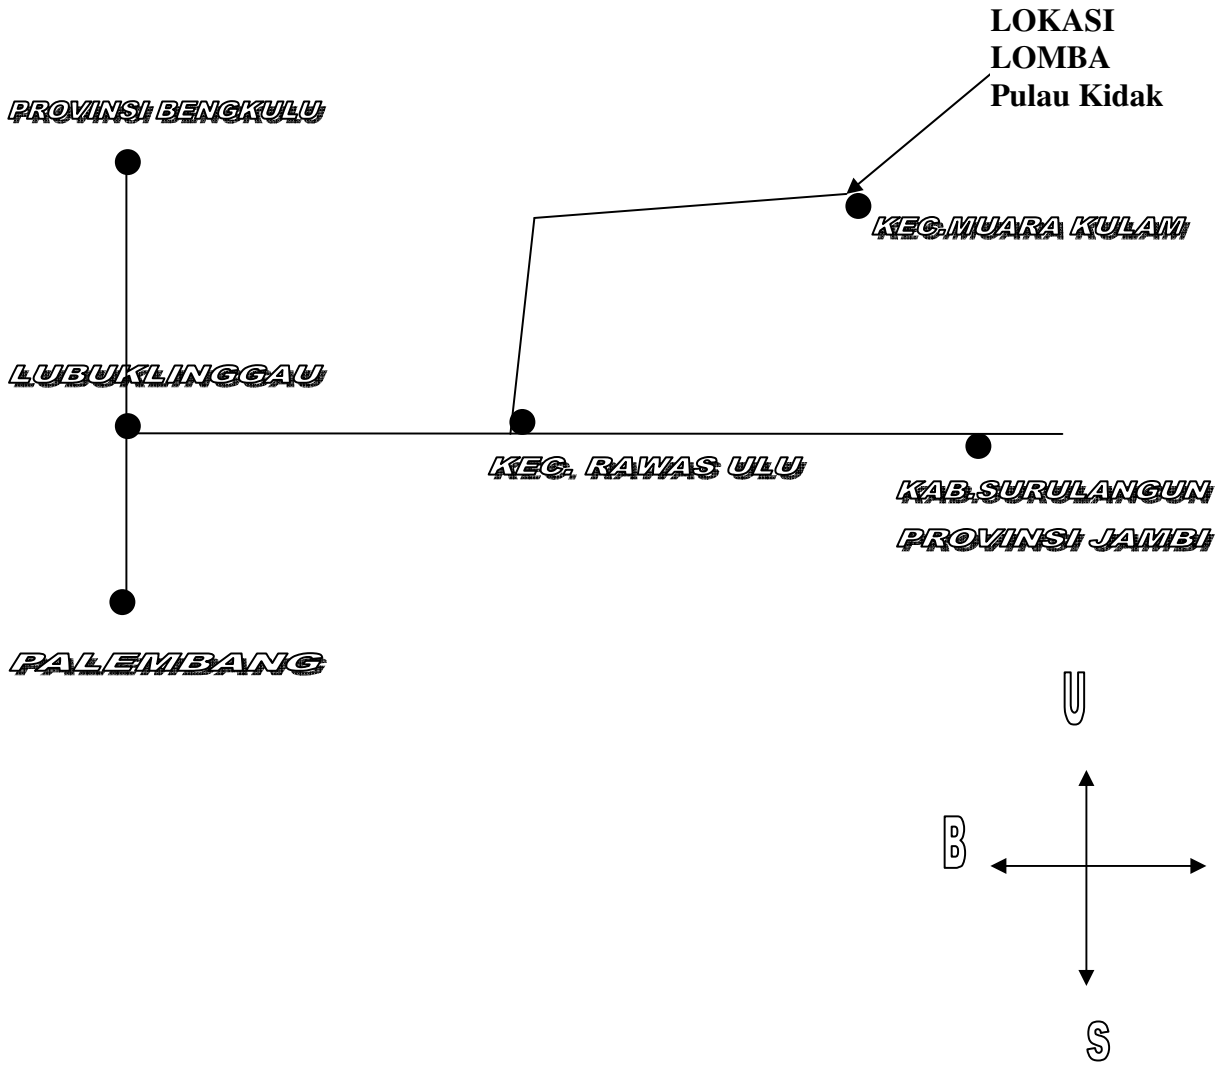 LOKASI
LOMBA
Pulau Kidak
PROVINSI BENGKULU
KEC.MUARA KULAM
LUBUKLINGGAU
KEC. RAWAS ULU
KAB.SURULANGUN
PROVINSI JAMBI
PALEMBANG
U
B
S